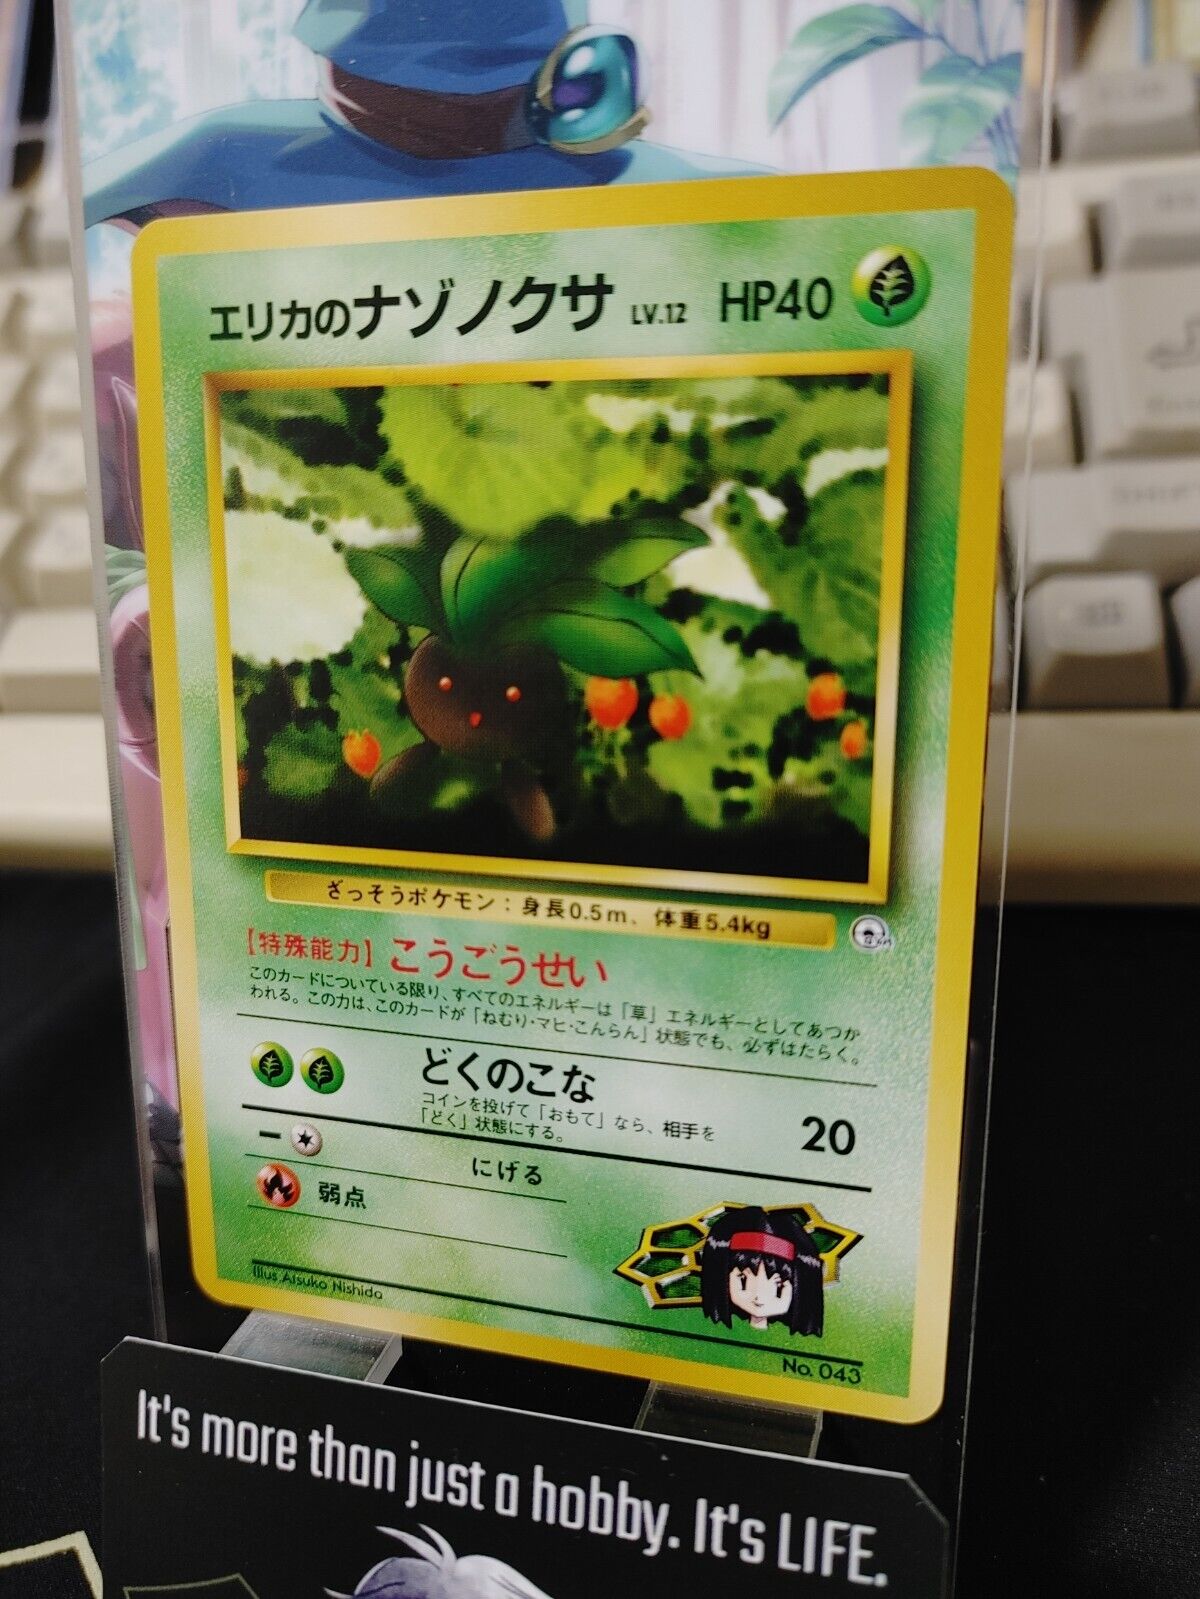 エリカのナゾノクサ LV.12 HP40
ざっそうポケモン：身長0.5m、体重5.4kg
【特殊能力】こうごうせい
このカードについている限り、すべてのエネルギーは「草」エネルギーとしてあつか
われる。この力は、このカードが「ねむり・マヒ・こんらん」状態でも、必ずはたらく。
どくのこな 20
コインを投げて「おもて」なら、相手を
「どく」状態にする。
にげる
弱点
Illus.Atsuko Nishida
No. 043
It's more than just a hobby. It's LIFE.